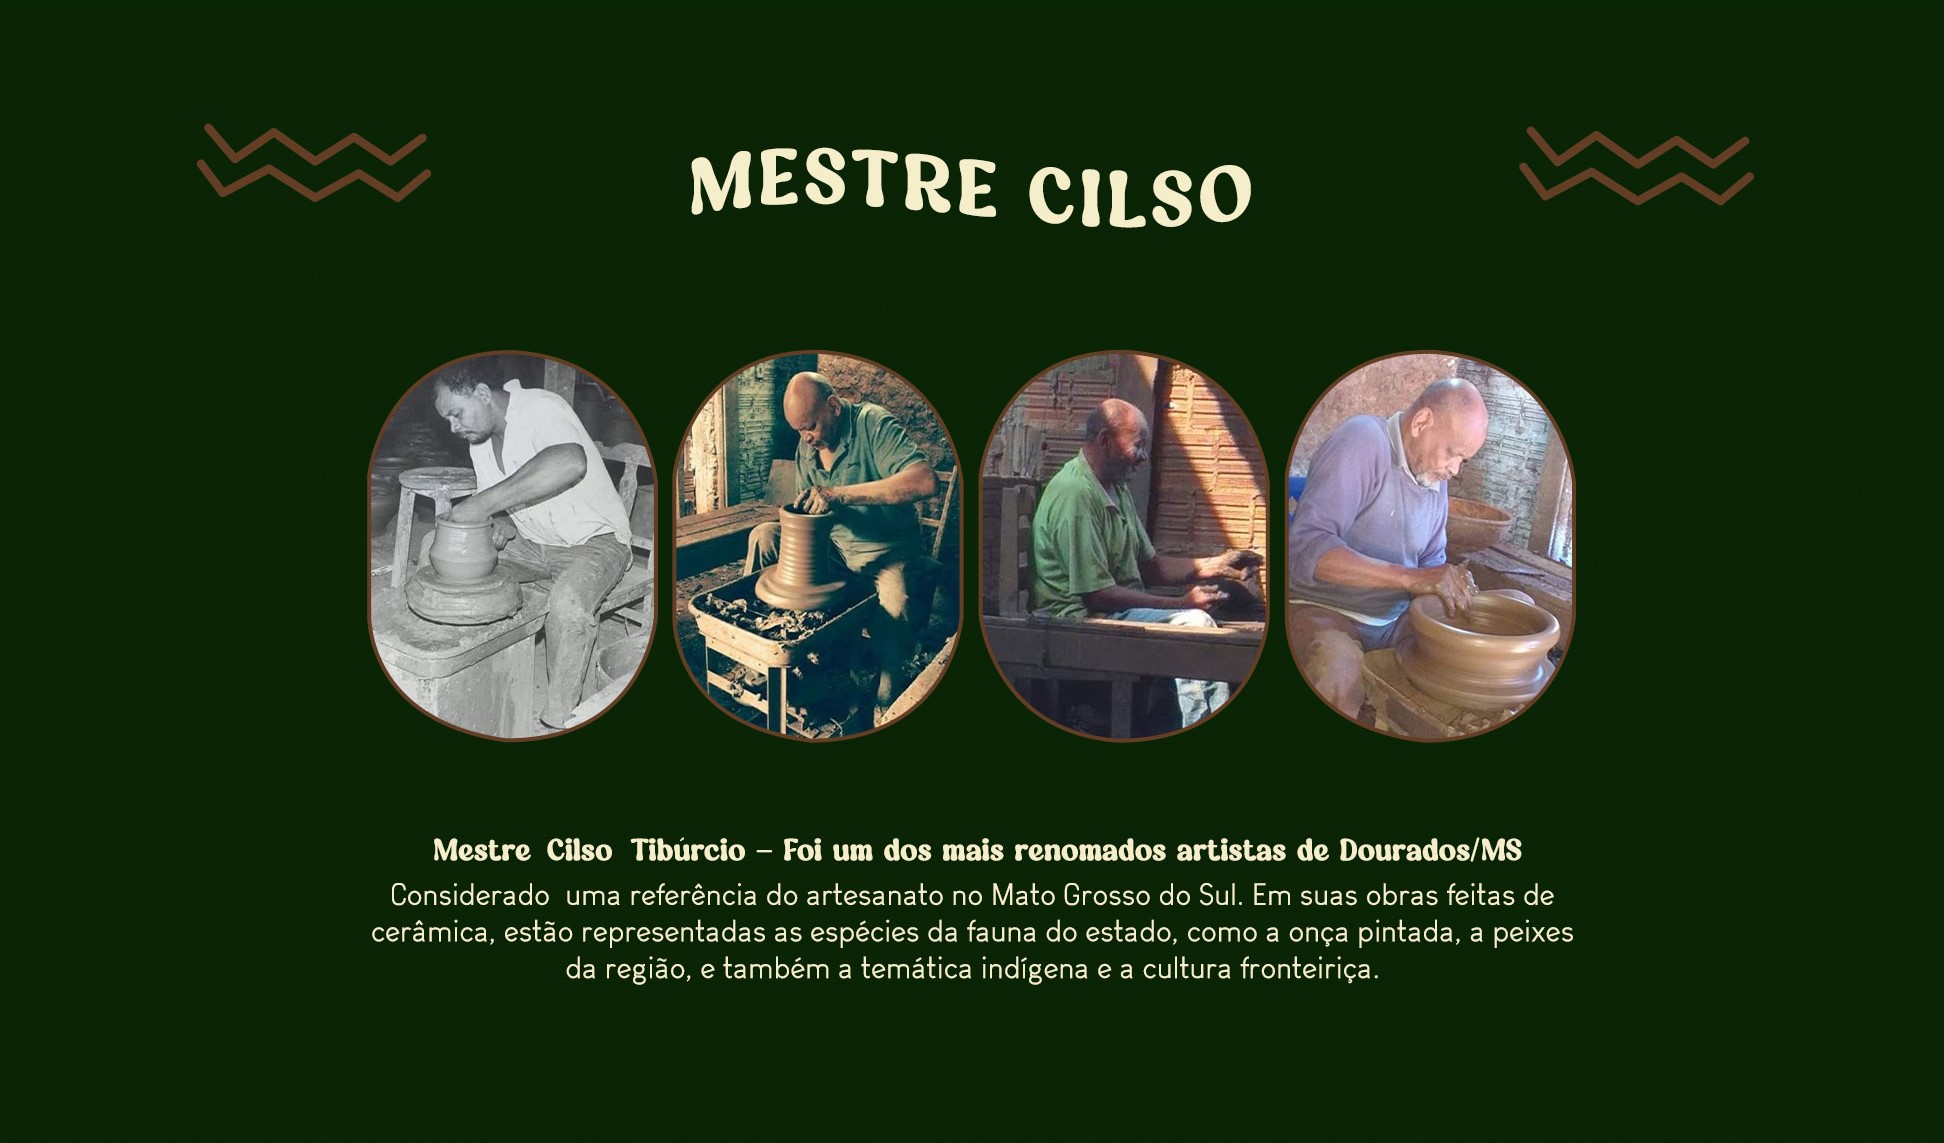 MESTRE CILSO
Mestre Cilso Tibúrcio – Foi um dos mais renomados artistas de Dourados/MS
Considerado uma referência do artesanato no Mato Grosso do Sul. Em suas obras feitas de
cerâmica, estão representadas as espécies da fauna do estado, como a onça pintada, a peixes
da região, e também a temática indígena e a cultura fronteiriça.